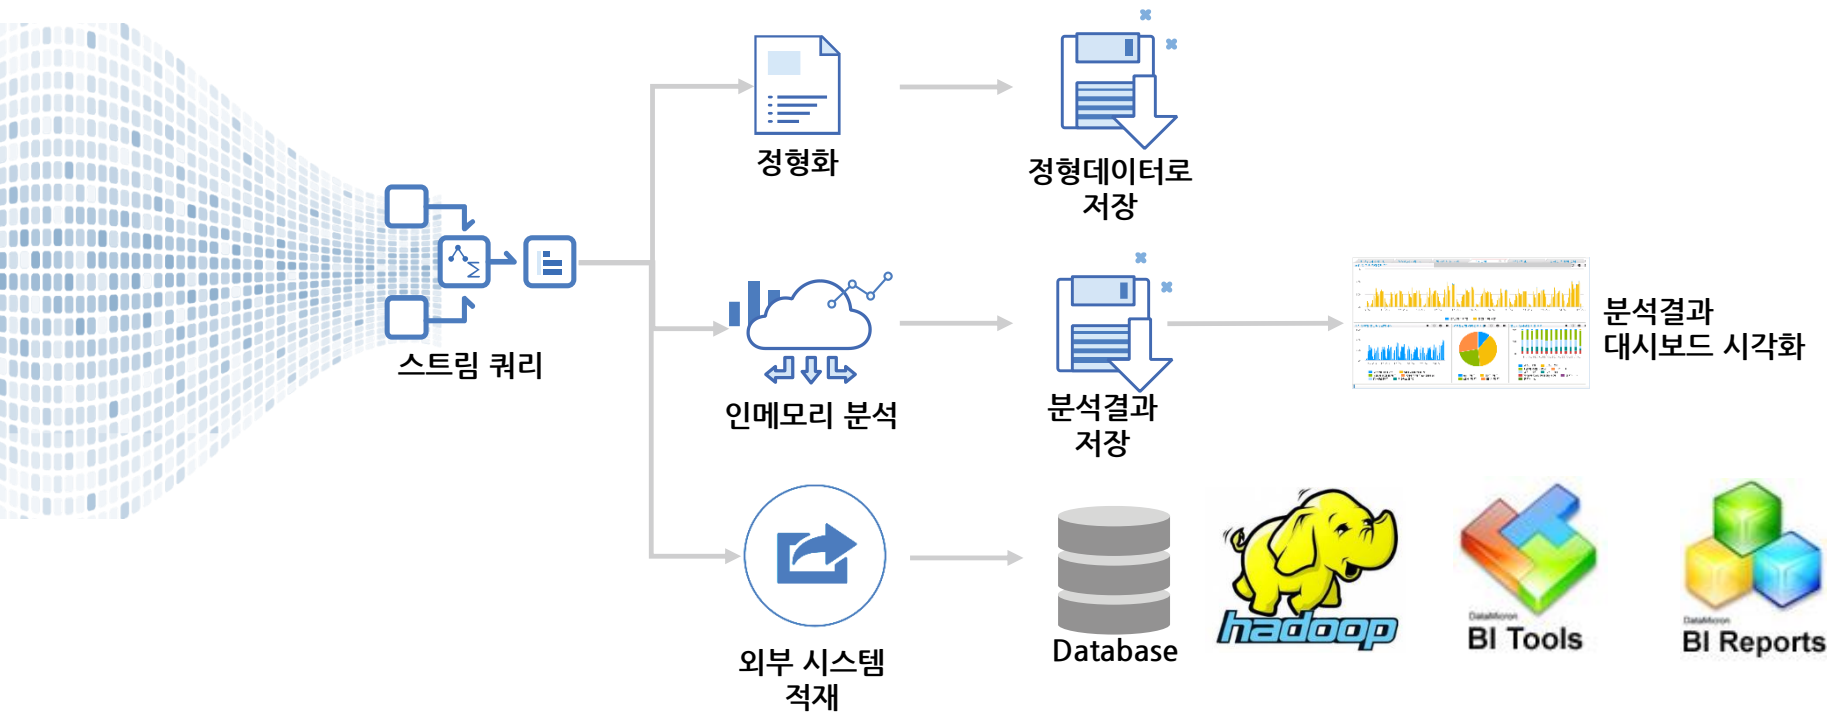 정형화
정형데이터로
저장
스트림 쿼리
인메모리 분석
분석결과
저장
분석결과
대시보드 시각화
외부 시스템
적재
Database
hadoop
DataMicron
BI Tools
DataMicron
BI Reports